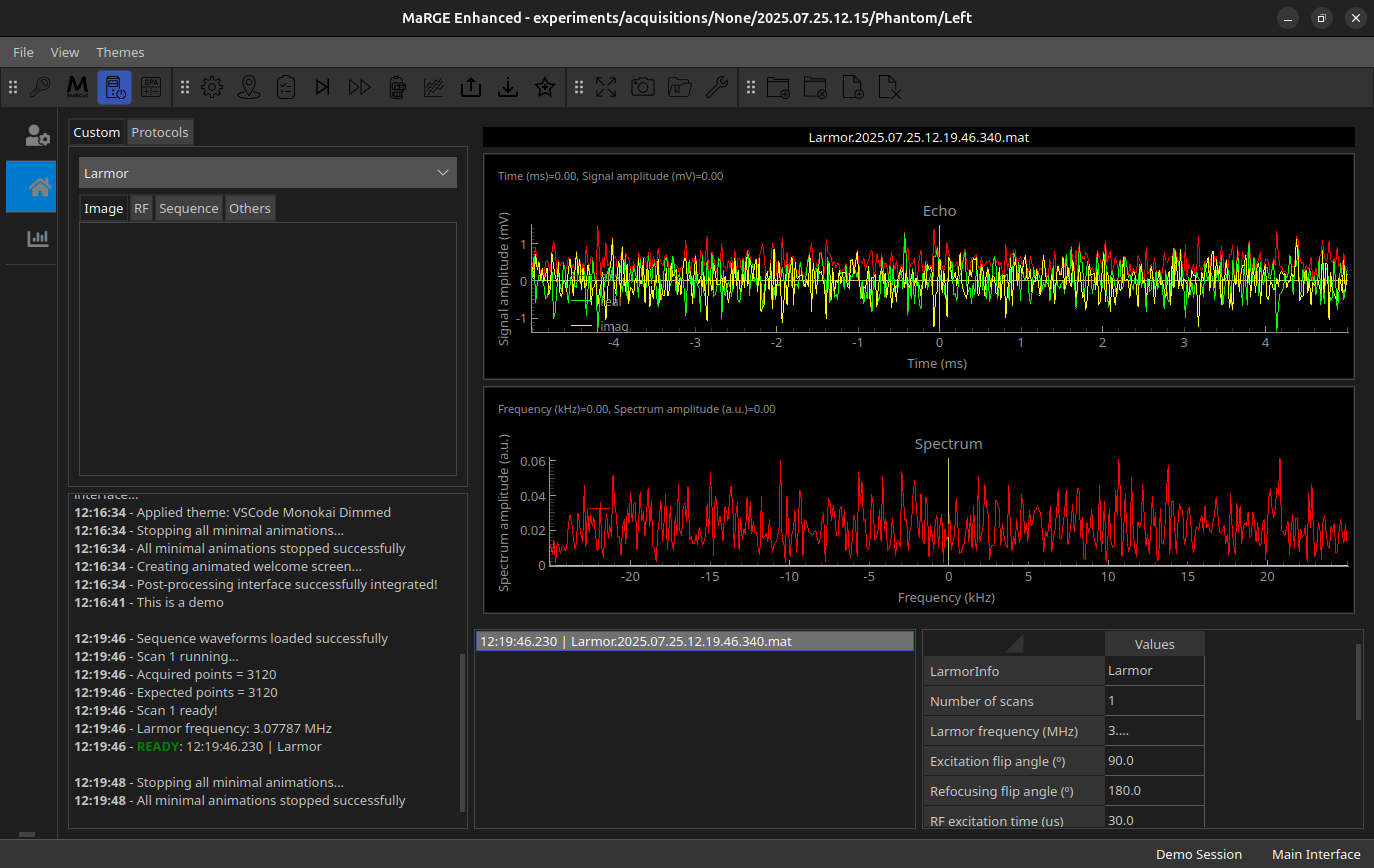 MaRGE Enhanced - experiments/acquisitions/None/2025.07.25.12.15/Phantom/Left
File View Themes
MaRCoS
BPA
Custom Protocols
Larmor
Image RF Sequence Others
interface...
12:16:34 - Applied theme: VSCode Monokai Dimmed
12:16:34 - Stopping all minimal animations...
12:16:34 - All minimal animations stopped successfully
12:16:34 - Creating animated welcome screen...
12:16:34 - Post-processing interface successfully integrated!
12:16:41 - This is a demo
12:19:46 - Sequence waveforms loaded successfully
12:19:46 - Scan 1 running...
12:19:46 - Acquired points = 3120
12:19:46 - Expected points = 3120
12:19:46 - Scan 1 ready!
12:19:46 - Larmor frequency: 3.07787 MHz
12:19:46 - READY: 12:19:46.230 | Larmor
12:19:48 - Stopping all minimal animations...
12:19:48 - All minimal animations stopped successfully
Larmor.2025.07.25.12.19.46.340.mat
Time (ms)=0.00, Signal amplitude (mV)=0.00
Echo
Signal amplitude (mV)
1
0
-1
imag
-4 -3 -2 -1 0 1 2 3 4
Time (ms)
Frequency (kHz)=0.00, Spectrum amplitude (a.u.)=0.00
Spectrum
Spectrum amplitude (a.u.)
0.06
0.04
0.02
0
-20 -15 -10 -5 0 5 10 15 20
Frequency (kHz)
12:19:46.230 | Larmor.2025.07.25.12.19.46.340.mat
Values
LarmorInfo Larmor
Number of scans 1
Larmor frequency (MHz) 3....
Excitation flip angle (º) 90.0
Refocusing flip angle (º) 180.0
RF excitation time (us) 30.0
Demo Session Main Interface